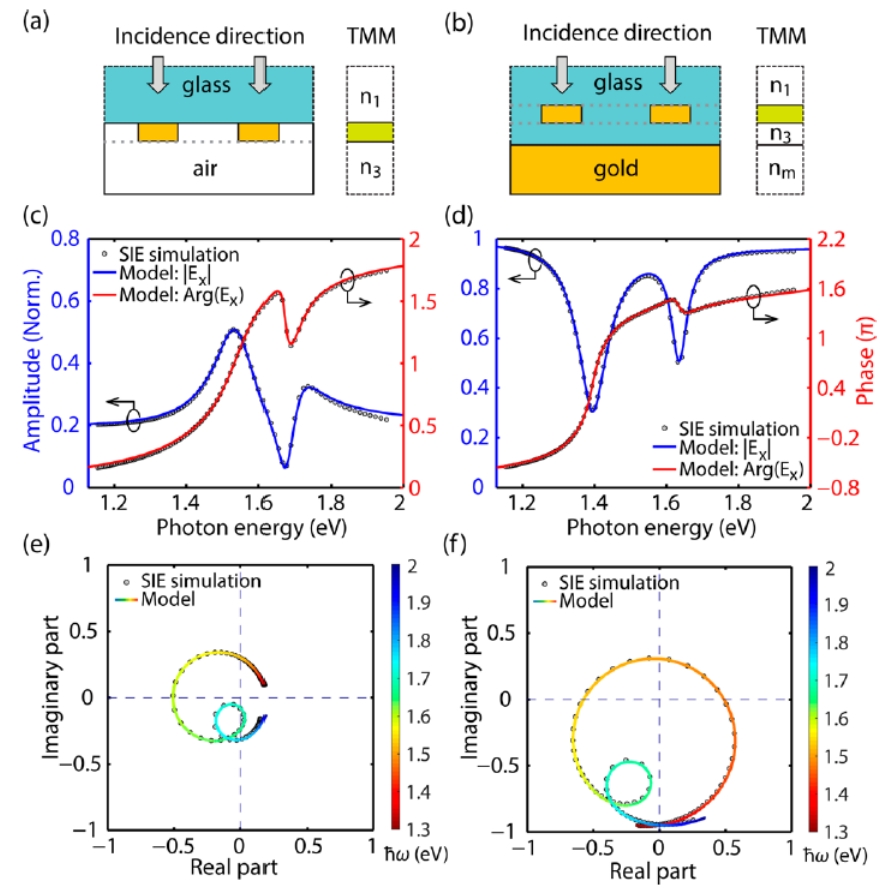 (a)
Incidence direction
TMM
glass
n1
air
n3
(b)
Incidence direction
TMM
glass
n1
n3
gold
nm
(c)
0.8
0.6
0.4
0.2
0
Amplitude (Norm.)
SIE simulation
Model: |Ex|
Model: Arg(Ex)
2
1.5
1
0.5
0
1.2
1.4
1.6
1.8
2
Photon energy (eV)
(d)
1
0.8
0.6
0.4
0.2
0
SIE simulation
Model: |Ex|
Model: Arg(Ex)
2.2
1.6
1
0.4
−0.2
−0.8
Phase (π)
1.2
1.4
1.6
1.8
2
Photon energy (eV)
(e)
1
0.5
0
−0.5
−1
Imaginary part
SIE simulation
Model
−1
−0.5
0
0.5
1
Real part
2
1.9
1.8
1.7
1.6
1.5
1.4
1.3
ħω (eV)
(f)
1
0.5
0
−0.5
−1
Imaginary part
SIE simulation
Model
−1
−0.5
0
0.5
1
Real part
2
1.9
1.8
1.7
1.6
1.5
1.4
1.3
ħω (eV)